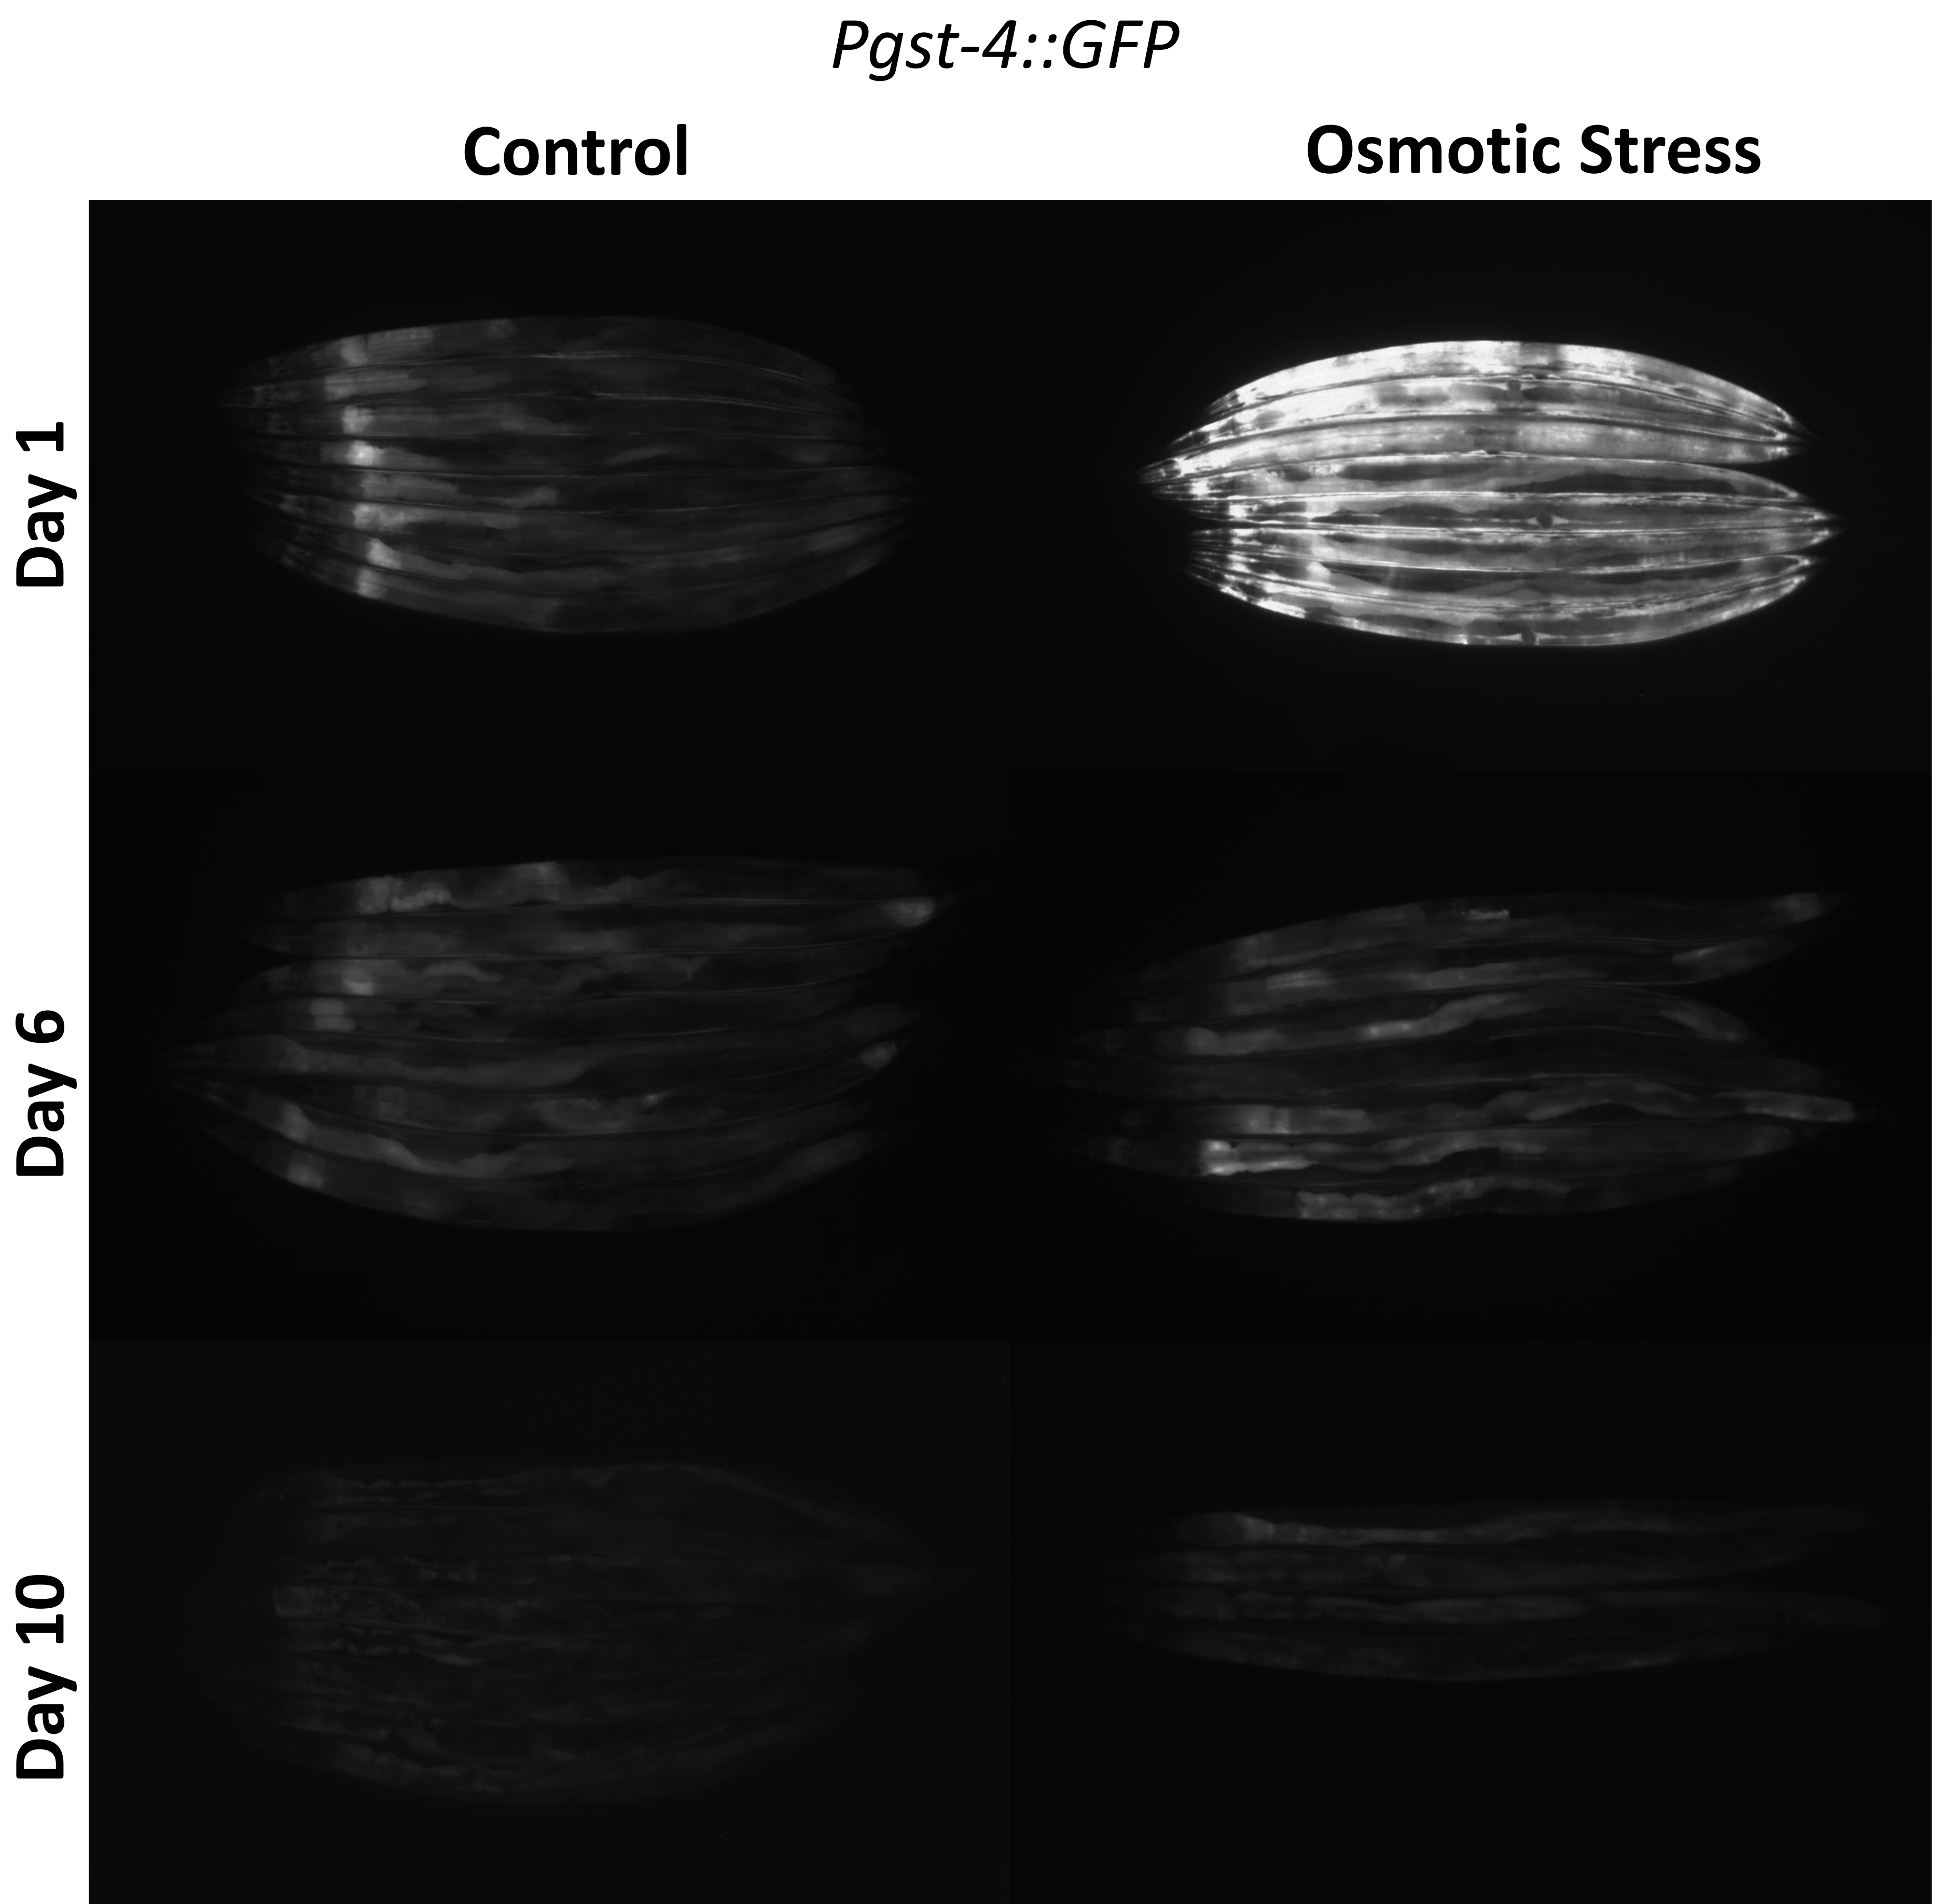 Pgst-4::GFP
Control
Osmotic Stress
Day 1
Day 6
Day 10